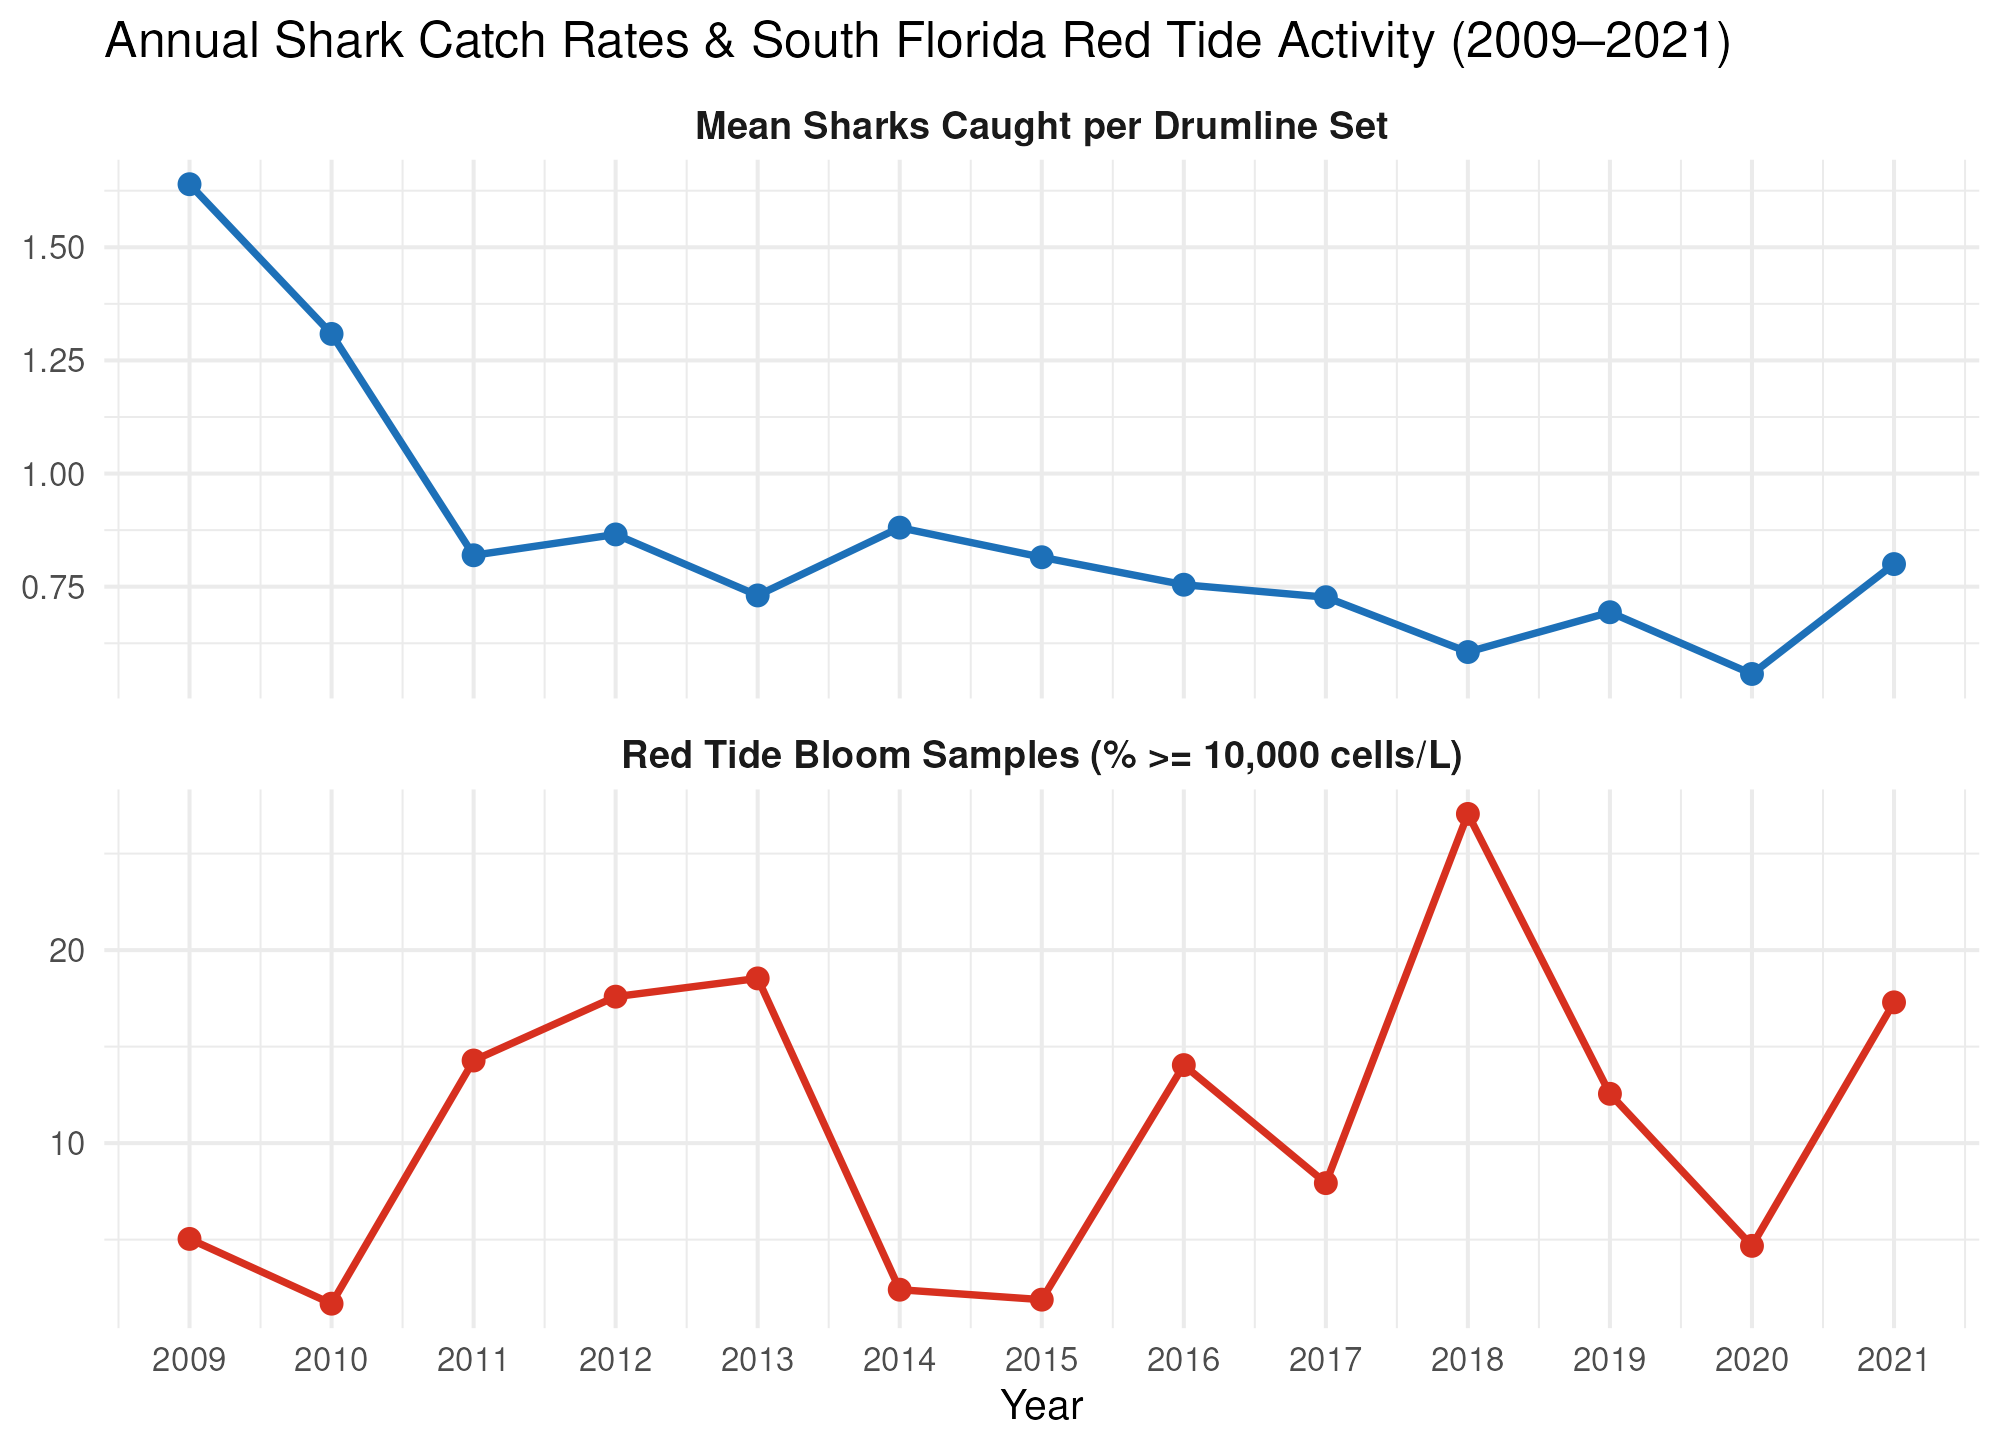 Annual Shark Catch Rates & South Florida Red Tide Activity (2009–2021)
Mean Sharks Caught per Drumline Set
1.50
1.25
1.00
0.75
Red Tide Bloom Samples (% >= 10,000 cells/L)
20
10
2009 2010 2011 2012 2013 2014 2015 2016 2017 2018 2019 2020 2021
Year